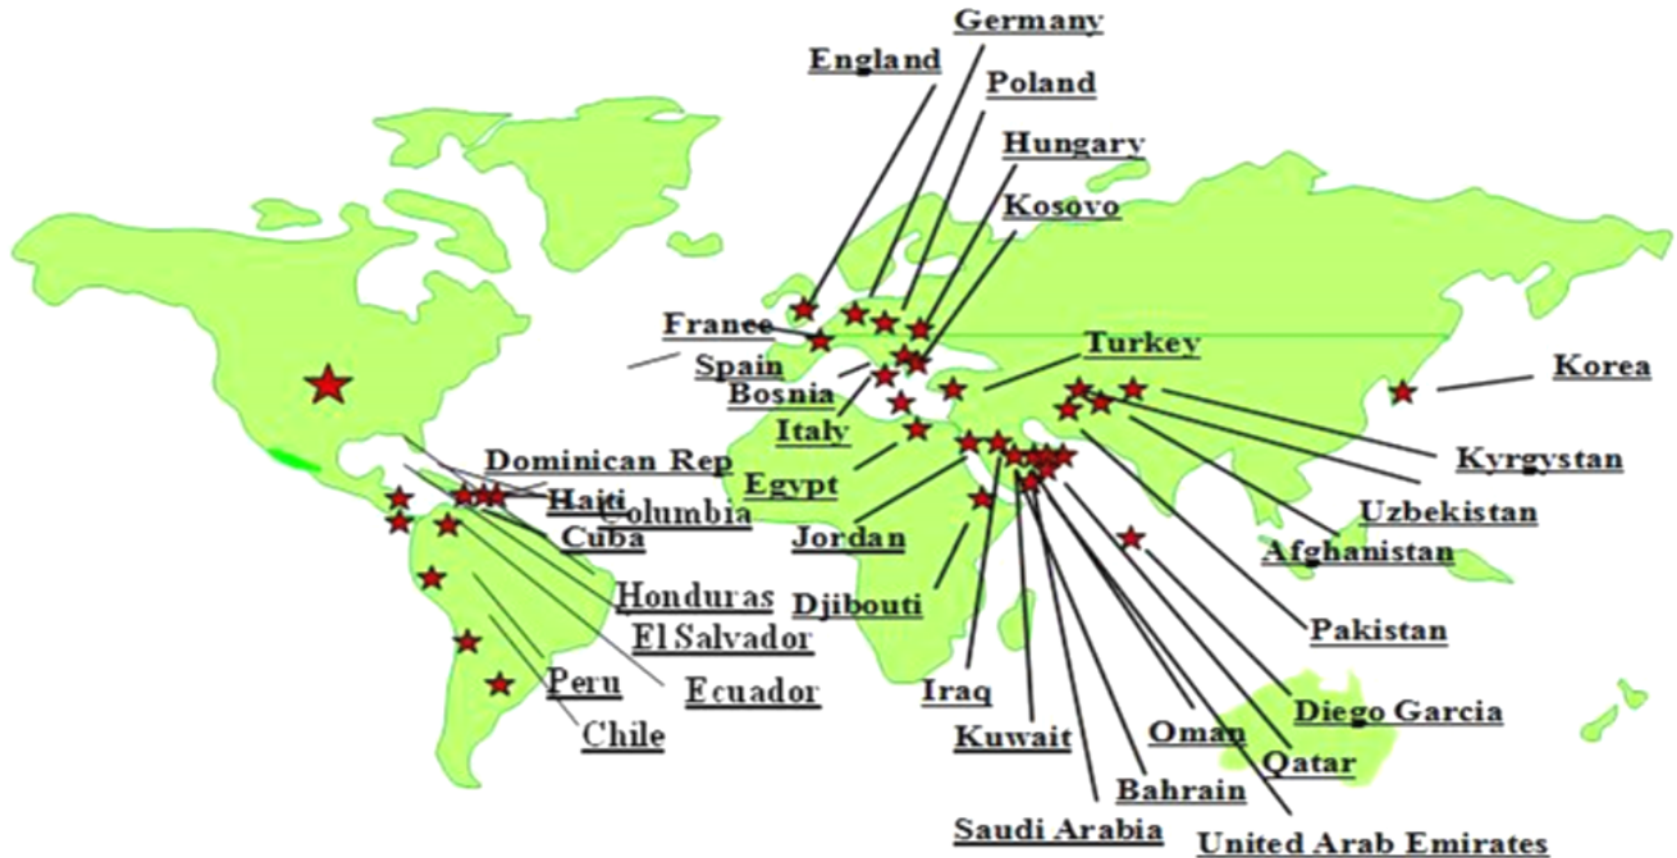 Germany
England
Poland
Hungary
Kosovo
France
Turkey
Spain
Korea
Bosnia
Italy
Dominican Rep
Kyrgystan
Egypt
Haiti
Columbia
Uzbekistan
Cuba
Jordan
Afghanistan
Honduras
Djibouti
El Salvador
Pakistan
Peru
Ecuador
Iraq
Diego Garcia
Chile
Kuwait
Oman
Qatar
Bahrain
Saudi Arabia
United Arab Emirates